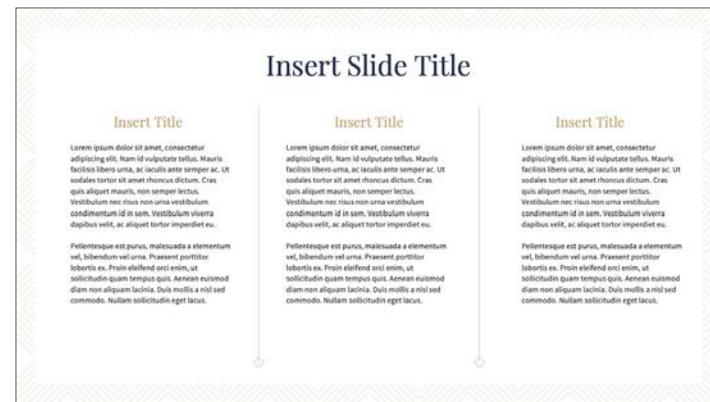 Insert Slide Title
Insert Title
Lorem ipsum dolor sit amet, consectetur
adipiscing elit. Nam id vulputate tellus. Mauris
facilisis libero urna, ac iaculis ante semper ac. Ut
sodales tortor sit amet rhoncus dictum. Cras
quis aliquet mauris, non semper lectus.
Vestibulum nec risus non urna vestibulum
condimentum id in sem. Vestibulum viverra
dapibus velit, ac aliquet tortor imperdiet eu.
Pellentesque est purus, malesuada a elementum
vel, bibendum vel urna. Praesent porttitor
lobortis ex. Proin eleifend orci enim, ut
sollicitudin quam tempus quis. Aenean euismod
diam non aliquam lacinia. Duis mollis a nisl sed
commodo. Nullam sollicitudin eget lacus.
Insert Title
Lorem ipsum dolor sit amet, consectetur
adipiscing elit. Nam id vulputate tellus. Mauris
facilisis libero urna, ac iaculis ante semper ac. Ut
sodales tortor sit amet rhoncus dictum. Cras
quis aliquet mauris, non semper lectus.
Vestibulum nec risus non urna vestibulum
condimentum id in sem. Vestibulum viverra
dapibus velit, ac aliquet tortor imperdiet eu.
Pellentesque est purus, malesuada a elementum
vel, bibendum vel urna. Praesent porttitor
lobortis ex. Proin eleifend orci enim, ut
sollicitudin quam tempus quis. Aenean euismod
diam non aliquam lacinia. Duis mollis a nisl sed
commodo. Nullam sollicitudin eget lacus.
Insert Title
Lorem ipsum dolor sit amet, consectetur
adipiscing elit. Nam id vulputate tellus. Mauris
facilisis libero urna, ac iaculis ante semper ac. Ut
sodales tortor sit amet rhoncus dictum. Cras
quis aliquet mauris, non semper lectus.
Vestibulum nec risus non urna vestibulum
condimentum id in sem. Vestibulum viverra
dapibus velit, ac aliquet tortor imperdiet eu.
Pellentesque est purus, malesuada a elementum
vel, bibendum vel urna. Praesent porttitor
lobortis ex. Proin eleifend orci enim, ut
sollicitudin quam tempus quis. Aenean euismod
diam non aliquam lacinia. Duis mollis a nisl sed
commodo. Nullam sollicitudin eget lacus.